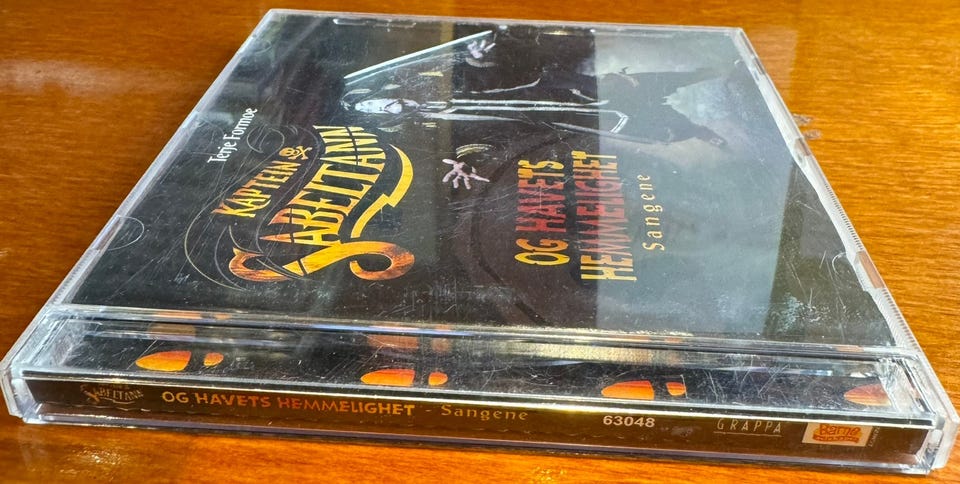 Terje Formoe
KAPTEIN
SABELTANN
OG HAVETS
HEMMELIGHET
Sangene
SABELTANN OG HAVETS HEMMELIGHET - Sangene 63048 GRAPPA